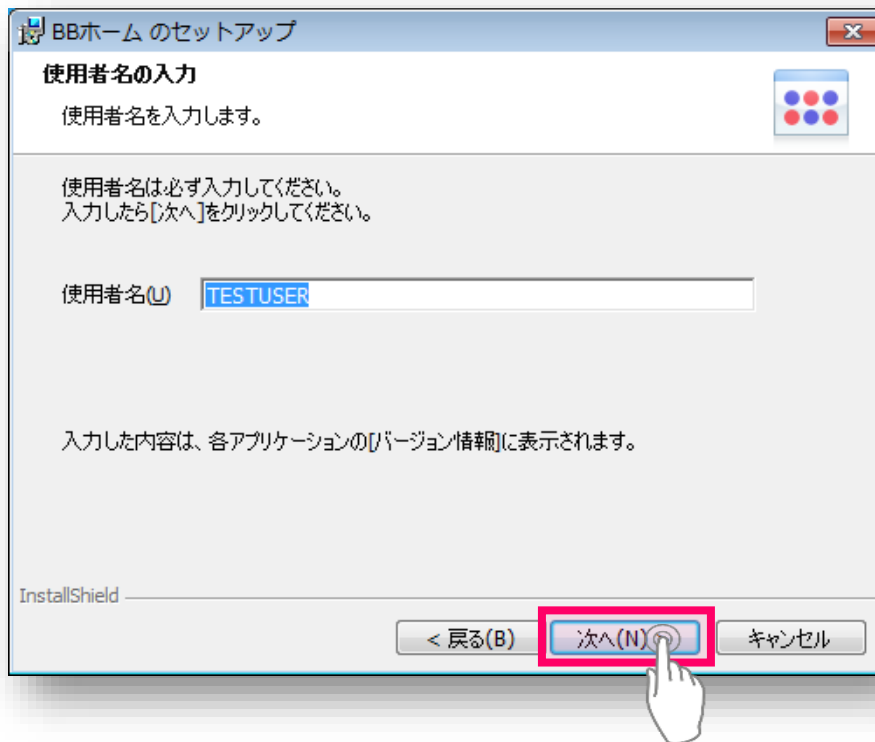 BBホーム のセットアップ
使用者名の入力
使用者名を入力します。
使用者名は必ず入力してください。
入力したら[次へ]をクリックしてください。
使用者名(U) TESTUSER
入力した内容は、各アプリケーションの[バージョン情報]に表示されます。
InstallShield
< 戻る(B) 次へ(N) キャンセル